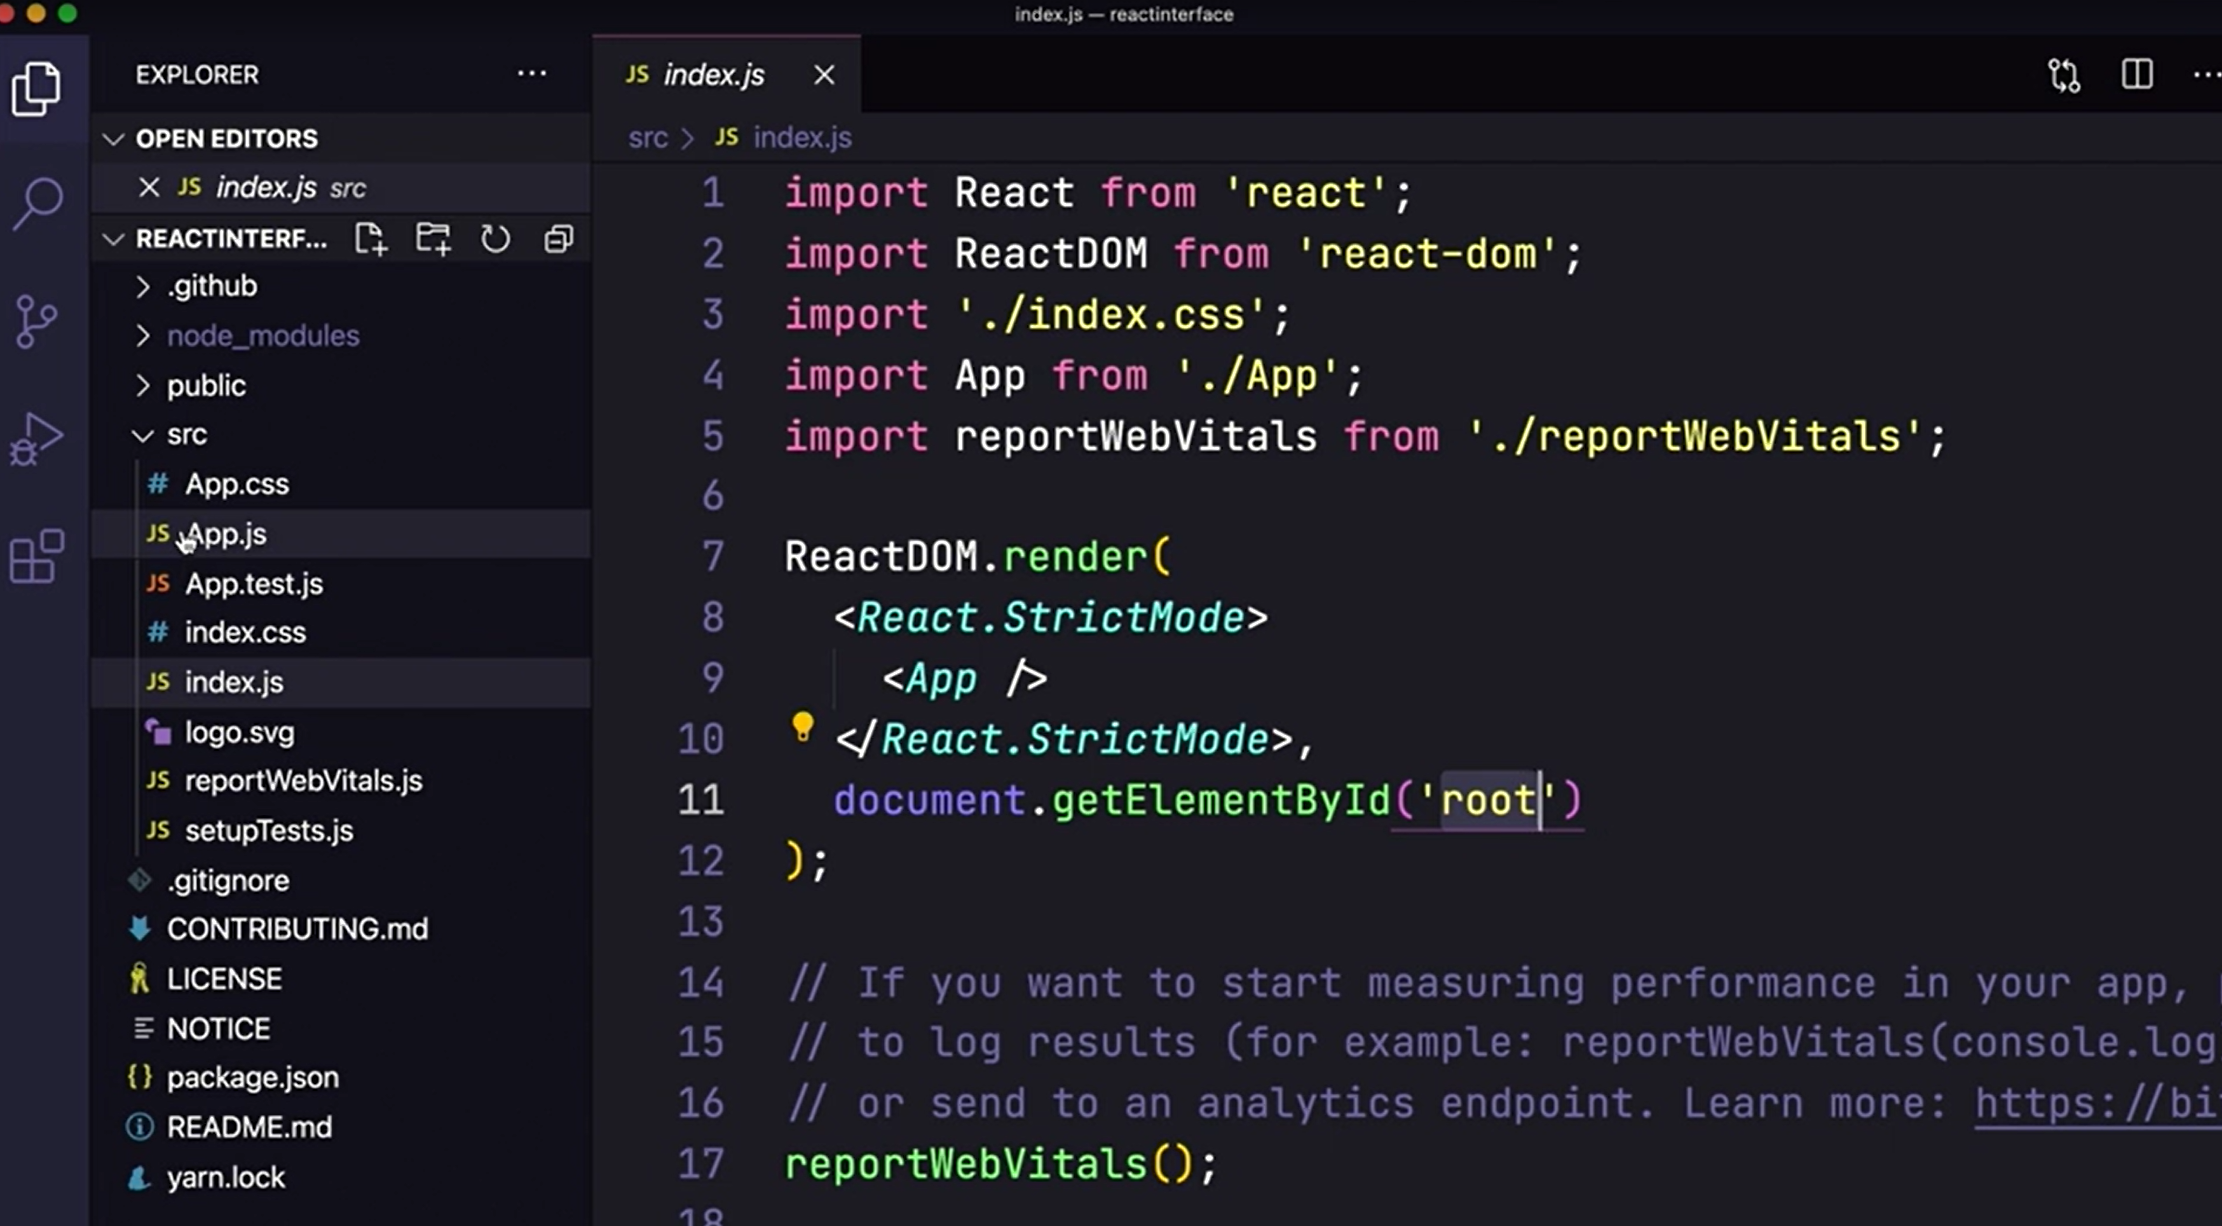 index.js — reactinterface
EXPLORER
OPEN EDITORS
JS index.js src
REACTINTERF...
.github
node_modules
public
src
# App.css
JS App.js
JS App.test.js
# index.css
JS index.js
logo.svg
JS reportWebVitals.js
JS setupTests.js
.gitignore
CONTRIBUTING.md
LICENSE
NOTICE
{} package.json
README.md
yarn.lock
JS index.js
src > JS index.js
1 import React from 'react';
2 import ReactDOM from 'react-dom';
3 import './index.css';
4 import App from './App';
5 import reportWebVitals from './reportWebVitals';
6
7 ReactDOM.render(
8 <React.StrictMode>
9 <App />
10 </React.StrictMode>,
11 document.getElementById('root')
12 );
13
14 // If you want to start measuring performance in your app,
15 // to log results (for example: reportWebVitals(console.log
16 // or send to an analytics endpoint. Learn more: https://bi
17 reportWebVitals();
18